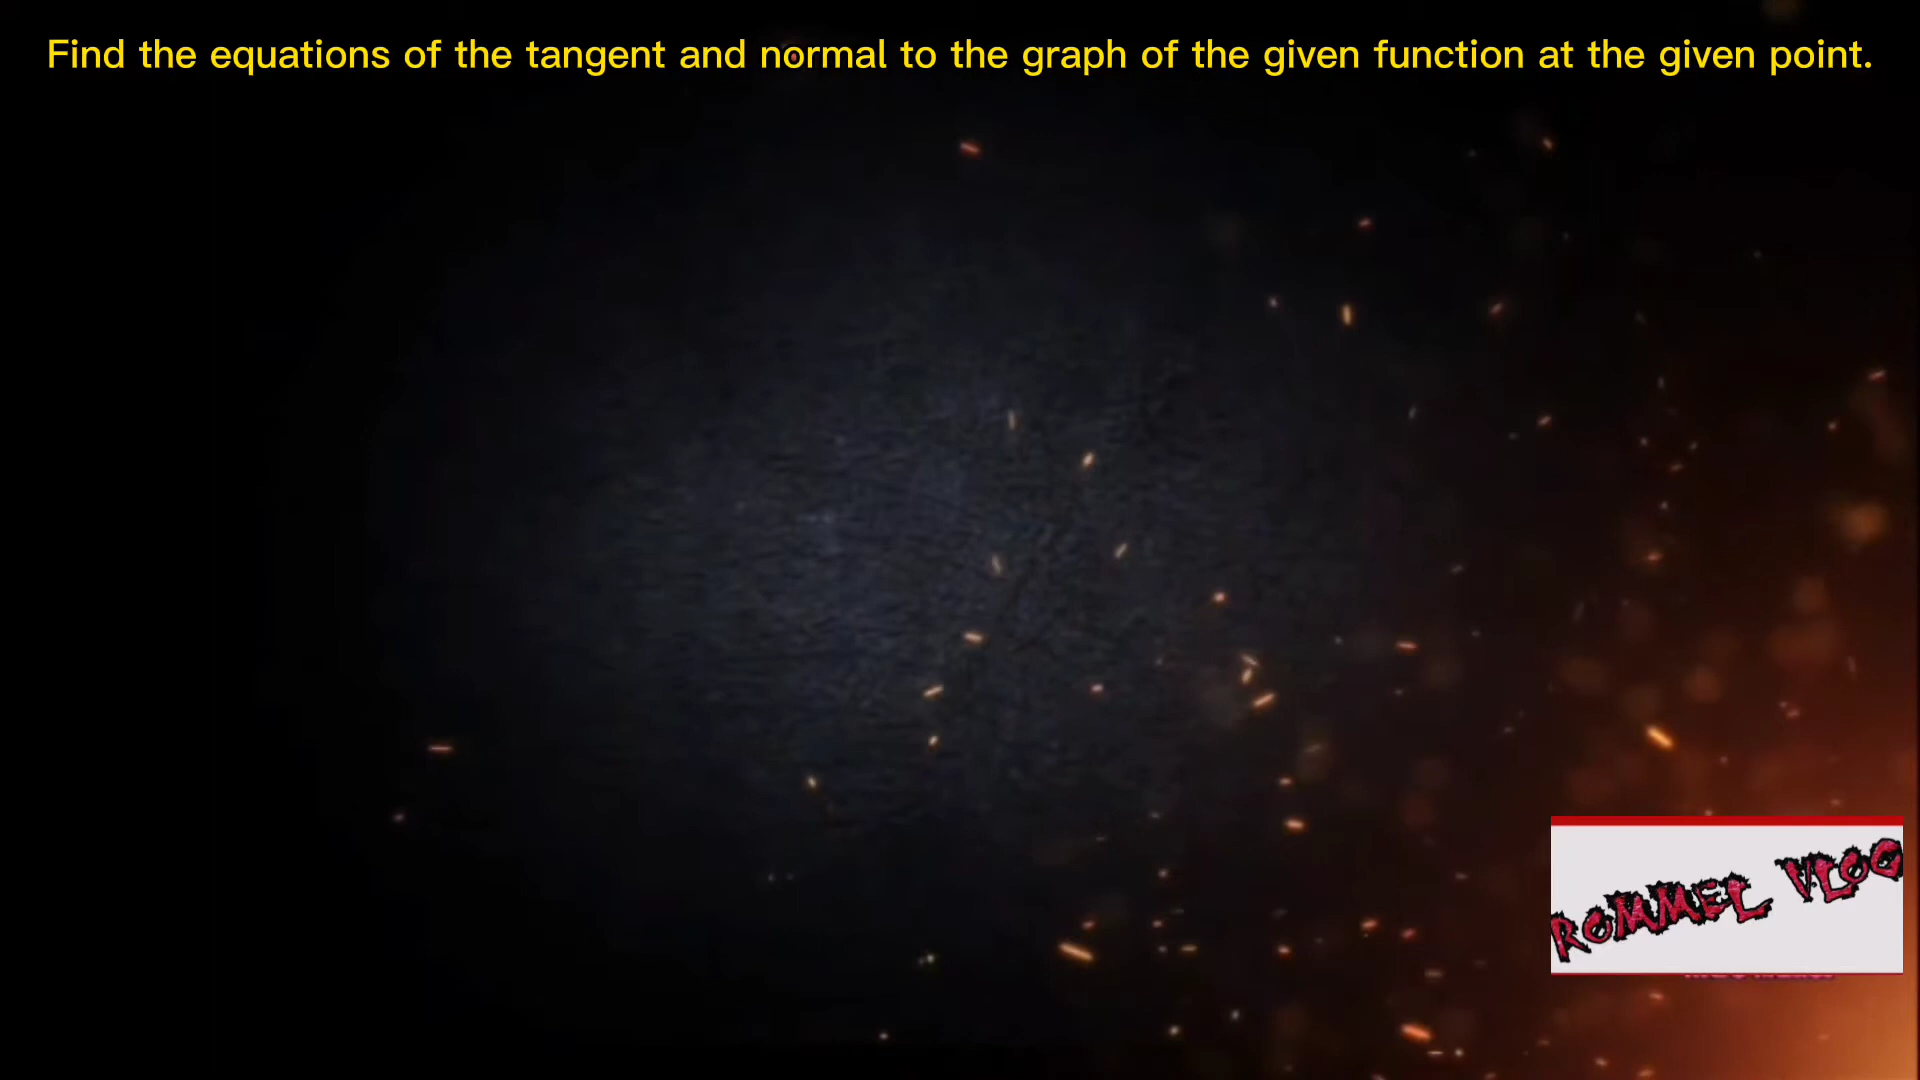 Find the equations of the tangent and normal to the graph of the given function at the given point.
ROMMEL VLOG